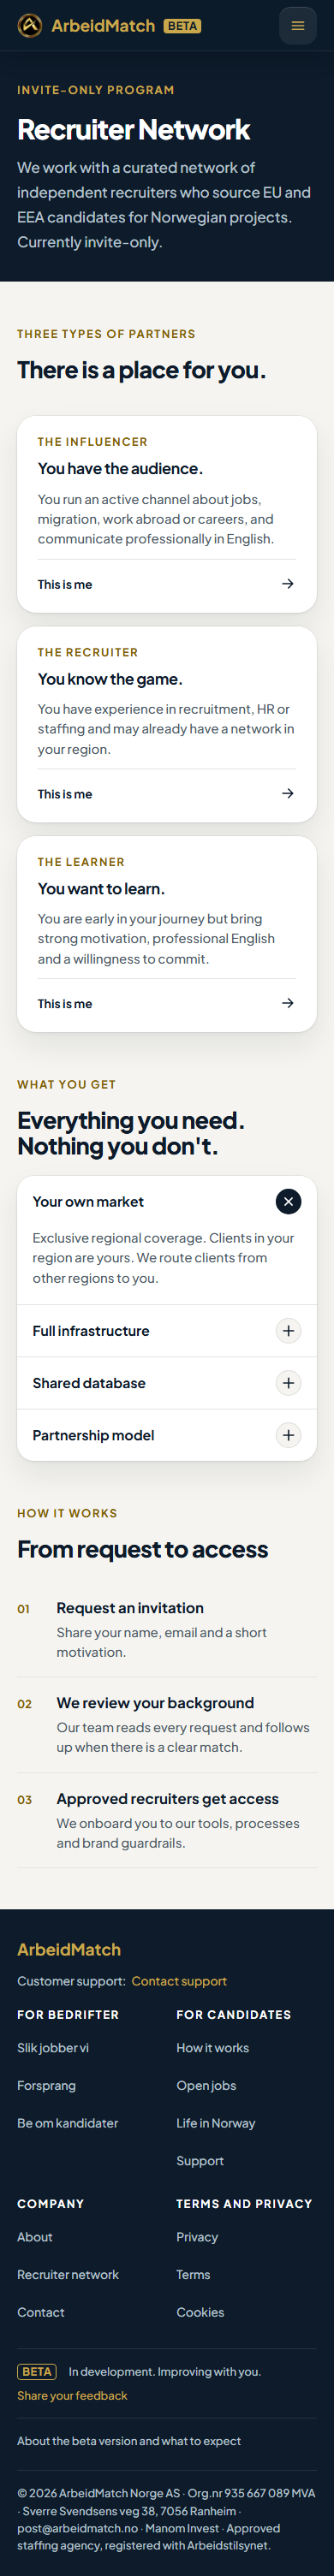 ArbeidMatch BETA
INVITE-ONLY PROGRAM
Recruiter Network
We work with a curated network of
independent recruiters who source EU and
EEA candidates for Norwegian projects.
Currently invite-only.
THREE TYPES OF PARTNERS
There is a place for you.
THE INFLUENCER
You have the audience.
You run an active channel about jobs,
migration, work abroad or careers, and
communicate professionally in English.
This is me
THE RECRUITER
You know the game.
You have experience in recruitment, HR or
staffing and may already have a network in
your region.
This is me
THE LEARNER
You want to learn.
You are early in your journey but bring
strong motivation, professional English
and a willingness to commit.
This is me
WHAT YOU GET
Everything you need.
Nothing you don't.
Your own market
Exclusive regional coverage. Clients in your
region are yours. We route clients from
other regions to you.
Full infrastructure
Shared database
Partnership model
HOW IT WORKS
From request to access
01 Request an invitation
Share your name, email and a short
motivation.
02 We review your background
Our team reads every request and follows
up when there is a clear match.
03 Approved recruiters get access
We onboard you to our tools, processes
and brand guardrails.
ArbeidMatch
Customer support: Contact support
FOR BEDRIFTER
Slik jobber vi
Forsprang
Be om kandidater
FOR CANDIDATES
How it works
Open jobs
Life in Norway
Support
COMPANY
About
Recruiter network
Contact
TERMS AND PRIVACY
Privacy
Terms
Cookies
BETA In development. Improving with you.
Share your feedback
About the beta version and what to expect
© 2026 ArbeidMatch Norge AS · Org.nr 935 667 089 MVA
· Sverre Svendsens veg 38, 7056 Ranheim ·
post@arbeidmatch.no · Manom Invest · Approved
staffing agency, registered with Arbeidstilsynet.